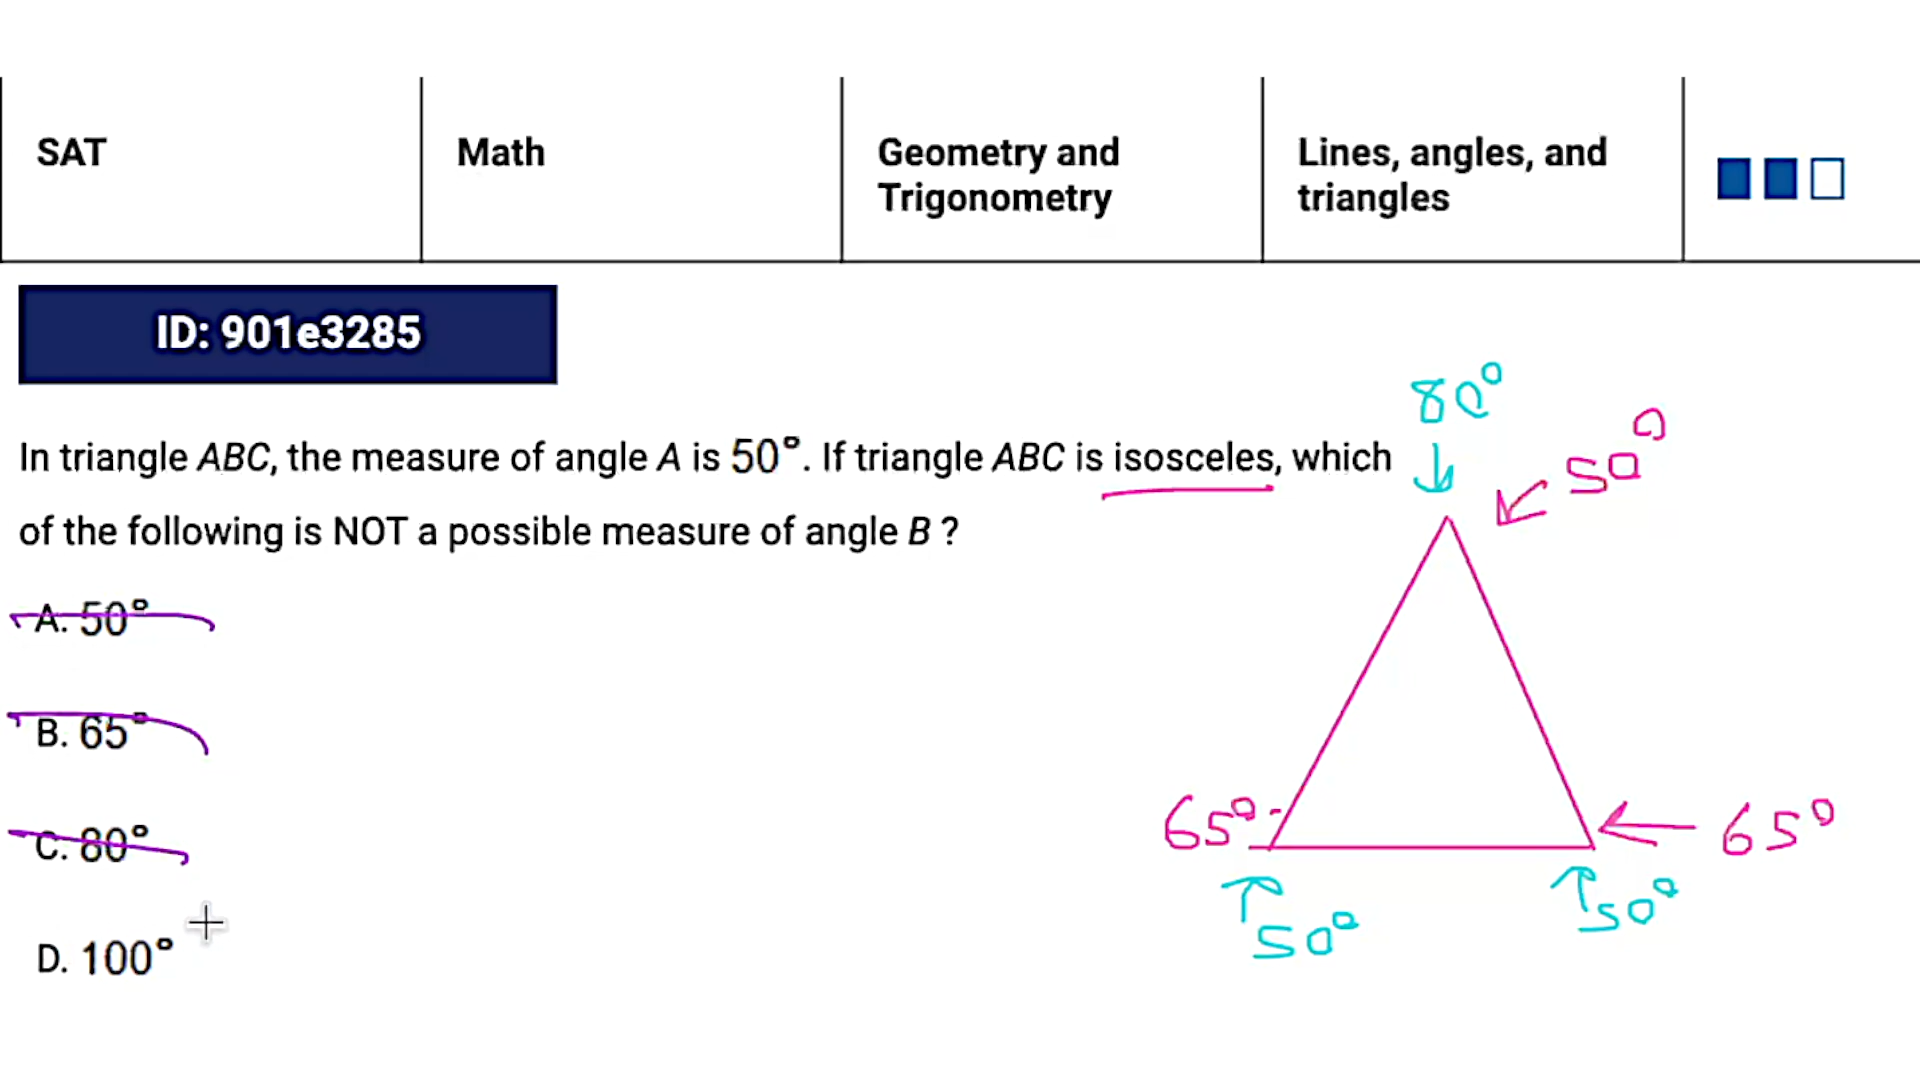 SAT
Math
Geometry and
Trigonometry
Lines, angles, and
triangles
ID: 901e3285
In triangle ABC, the measure of angle A is 50°. If triangle ABC is isosceles, which
of the following is NOT a possible measure of angle B ?
A. 50°
B. 65°
C. 80°
D. 100°
80°
50°
65°
65°
50°
50°